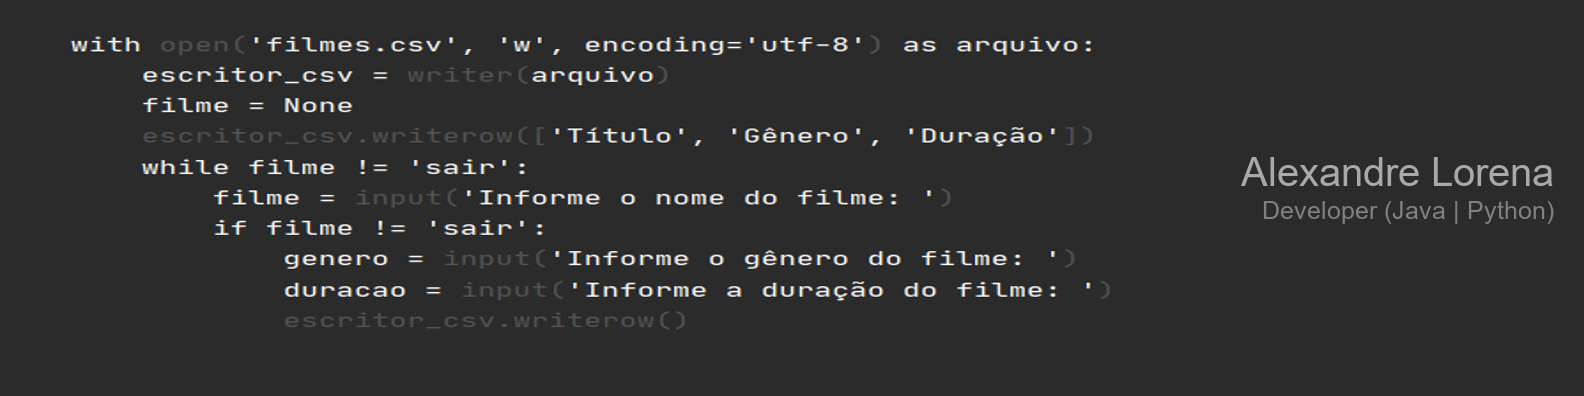 with open('filmes.csv', 'w', encoding='utf-8') as arquivo:
    escritor_csv = writer(arquivo)
    filme = None
    escritor_csv.writerow(['Título', 'Gênero', 'Duração'])
    while filme != 'sair':
        filme = input('Informe o nome do filme: ')
        if filme != 'sair':
            genero = input('Informe o gênero do filme: ')
            duracao = input('Informe a duração do filme: ')
            escritor_csv.writerow()
Alexandre Lorena
Developer (Java | Python)